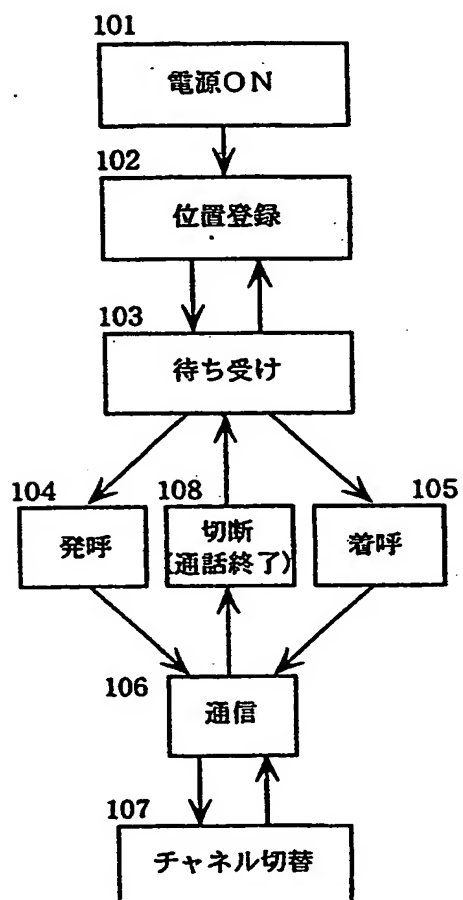 101
電源ON
102
位置登録
103
待ち受け
104
発呼
108
切断
(通話終了)
105
着呼
106
通信
107
チャネル切替